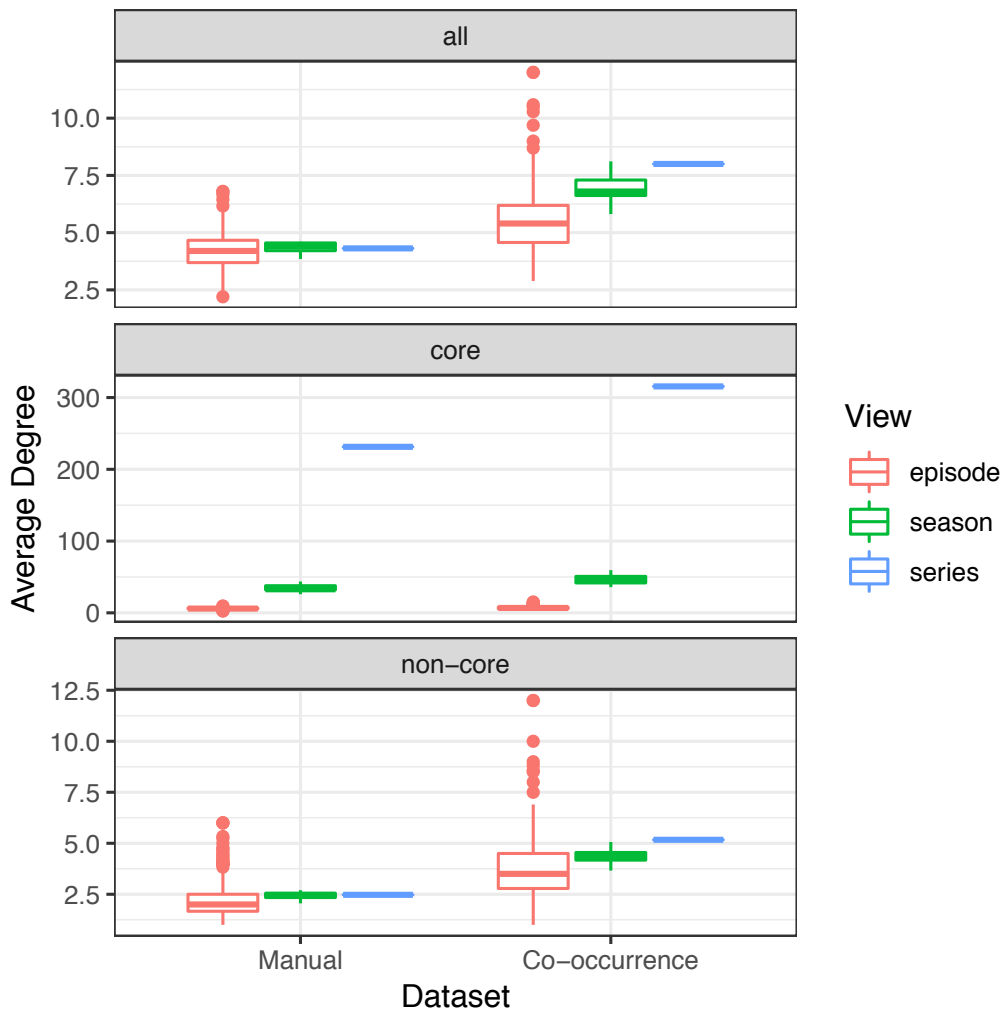 all
10.0
7.5
5.0
2.5
core
300
200
100
0
non−core
12.5
10.0
7.5
5.0
2.5
Manual
Co−occurrence
Dataset
Average Degree
View
episode
season
series